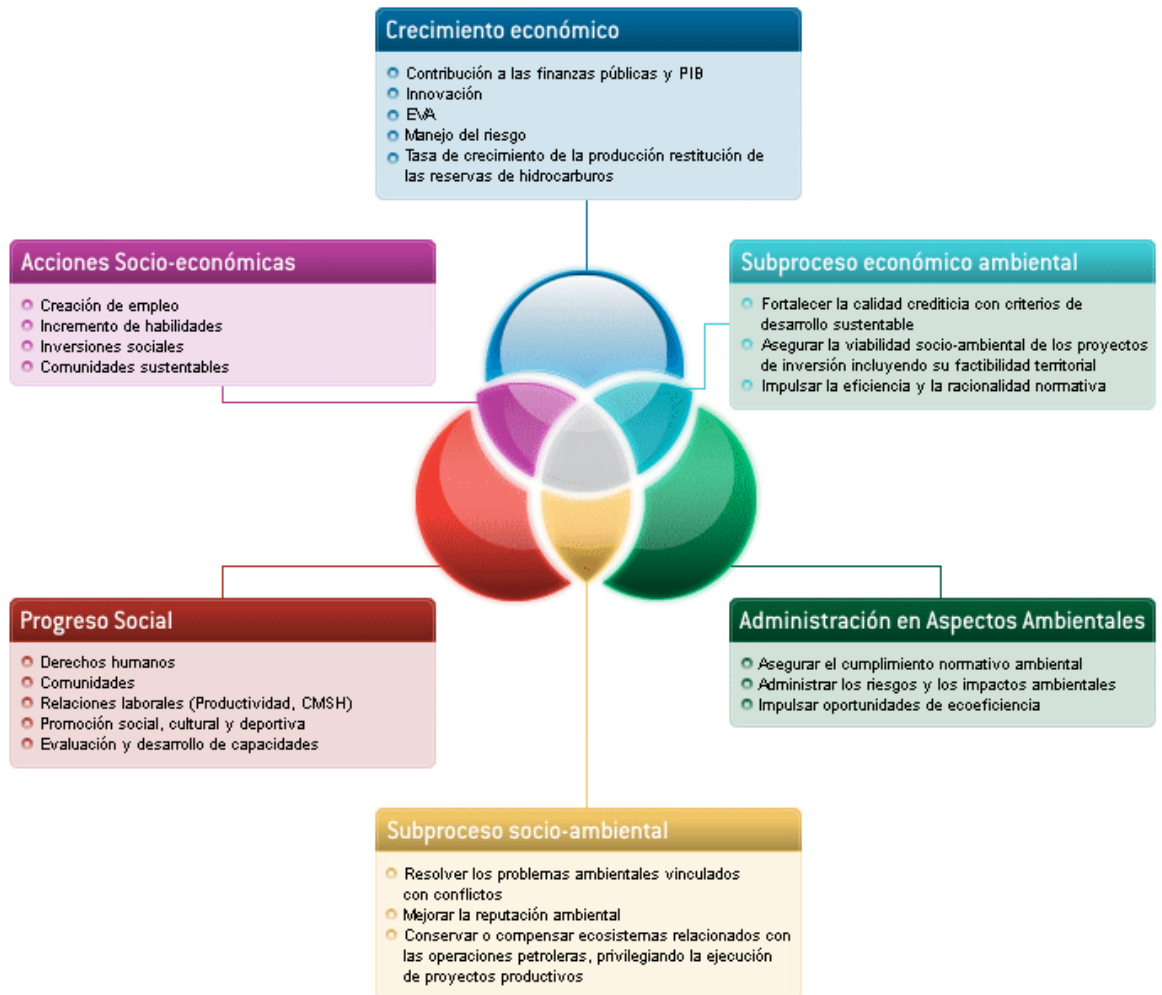 Crecimiento económico
Contribución a las finanzas públicas y PIB
Innovación
EVA
Manejo del riesgo
Tasa de crecimiento de la producción restitución de
las reservas de hidrocarburos
Acciones Socio-económicas
Creación de empleo
Incremento de habilidades
Inversiones sociales
Comunidades sustentables
Subproceso económico ambiental
Fortalecer la calidad crediticia con criterios de
desarrollo sustentable
Asegurar la viabilidad socio-ambiental de los proyectos
de inversión incluyendo su factibilidad territorial
Impulsar la eficiencia y la racionalidad normativa
Progreso Social
Derechos humanos
Comunidades
Relaciones laborales (Productividad, CMSH)
Promoción social, cultural y deportiva
Evaluación y desarrollo de capacidades
Administración en Aspectos Ambientales
Asegurar el cumplimiento normativo ambiental
Administrar los riesgos y los impactos ambientales
Impulsar oportunidades de ecoeficiencia
Subproceso socio-ambiental
Resolver los problemas ambientales vinculados
con conflictos
Mejorar la reputación ambiental
Conservar o compensar ecosistemas relacionados con
las operaciones petroleras, privilegiando la ejecución
de proyectos productivos